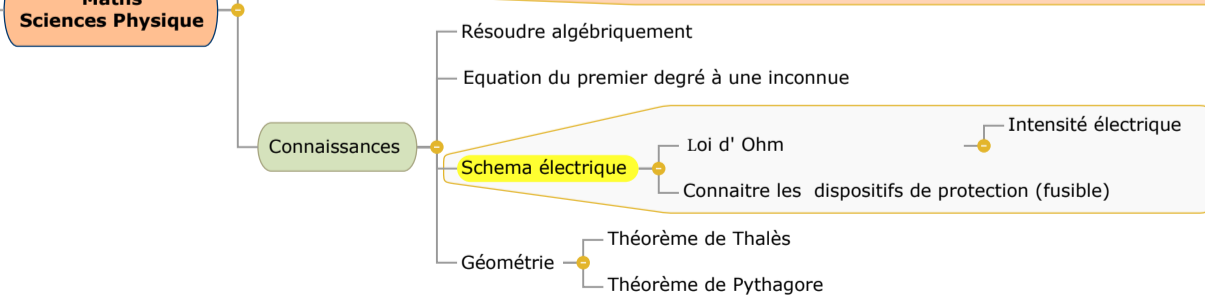 Maths
Sciences Physique
Résoudre algébriquement
Equation du premier degré à une inconnue
Connaissances
Schema électrique
Loi d' Ohm
Intensité électrique
Connaitre les  dispositifs de protection (fusible)
Géométrie
Théorème de Thalès
Théorème de Pythagore